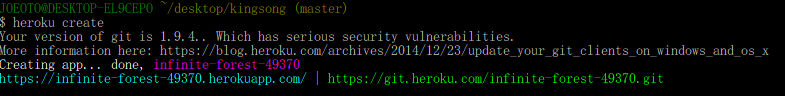 JOEOTO@DESKTOP-EL9CEPO ~/desktop/kingsong (master)
$ heroku create
Your version of git is 1.9.4.. Which has serious security vulnerabilities.
More information here: https://blog.heroku.com/archives/2014/12/23/update_your_git_clients_on_windows_and_os_x
Creating app... done, infinite-forest-49370
https://infinite-forest-49370.herokuapp.com/ | https://git.heroku.com/infinite-forest-49370.git